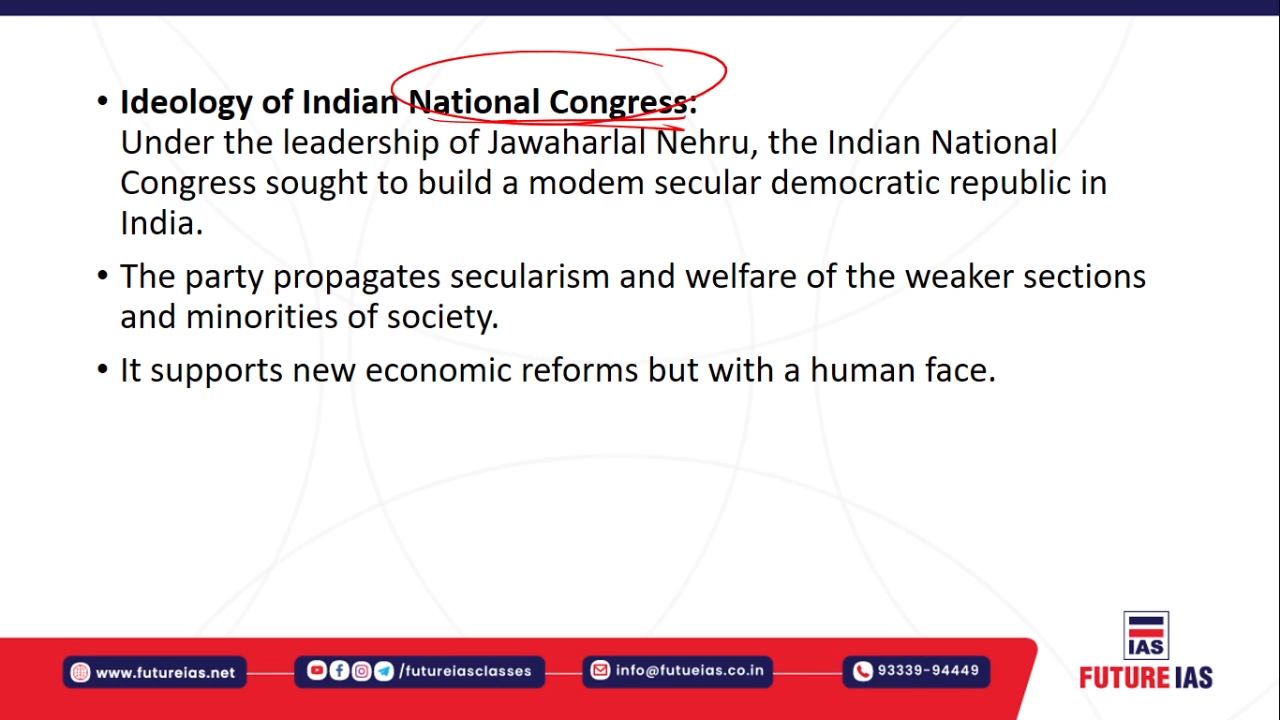 • Ideology of Indian National Congress:
Under the leadership of Jawaharlal Nehru, the Indian National
Congress sought to build a modem secular democratic republic in
India.
• The party propagates secularism and welfare of the weaker sections
and minorities of society.
• It supports new economic reforms but with a human face.
IAS
www.futureias.net
/futureiasclasses
info@futueias.co.in
93339-94449
FUTURE IAS